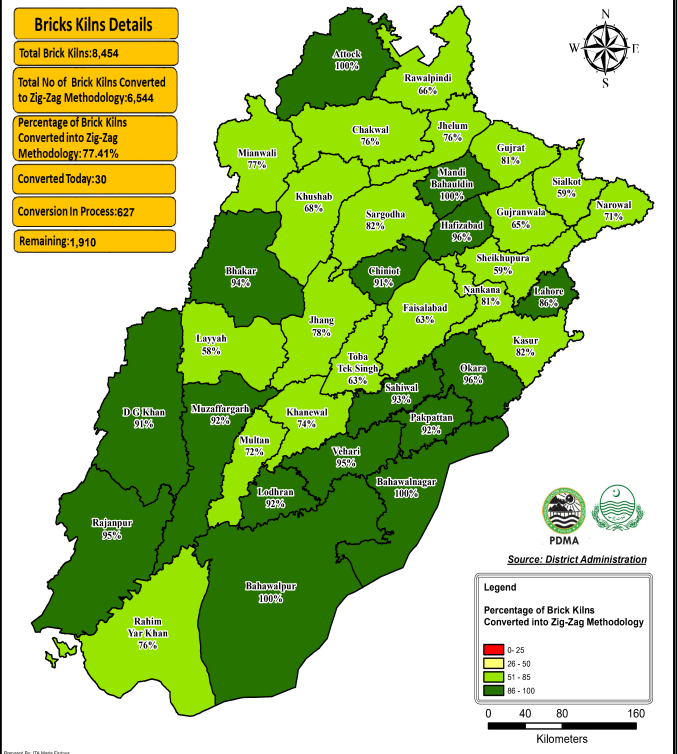 Bricks Kilns Details
Total Brick Kilns:8,454
Total No of Brick Kilns Converted
to Zig-Zag Methodology:6,544
Percentage of Brick Kilns
Converted into Zig-Zag
Methodology:77.41%
Converted Today:30
Conversion In Process:627
Remaining:1,910
N
W E
S
Attock
100%
Rawalpindi
66%
Chakwal
76%
Jhelum
76%
Gujrat
81%
Mianwali
77%
Mandi
Bahauldin
100%
Sialkot
59%
Khushab
68%
Narowal
71%
Sargodha
82%
Hafizabad
96%
Gujranwala
65%
Sheikhupura
59%
Bhakar
94%
Chiniot
91%
Nankana
81%
Lahore
86%
Faisalabad
63%
Jhang
78%
Layyah
58%
Kasur
82%
Toba
Tek Singh
63%
Okara
96%
Sahiwal
93%
D G Khan
91%
Muzaffargarh
92%
Khanewal
74%
Pakpattan
92%
Multan
72%
Vehari
95%
Bahawalnagar
100%
Lodhran
92%
Rajanpur
95%
Bahawalpur
100%
Rahim
Yar Khan
76%
PDMA
Source: District Administration
Legend
Percentage of Brick Kilns
Converted into Zig-Zag Methodology
0- 25
26 - 50
51 - 85
86 - 100
0 40 80 160
Kilometers